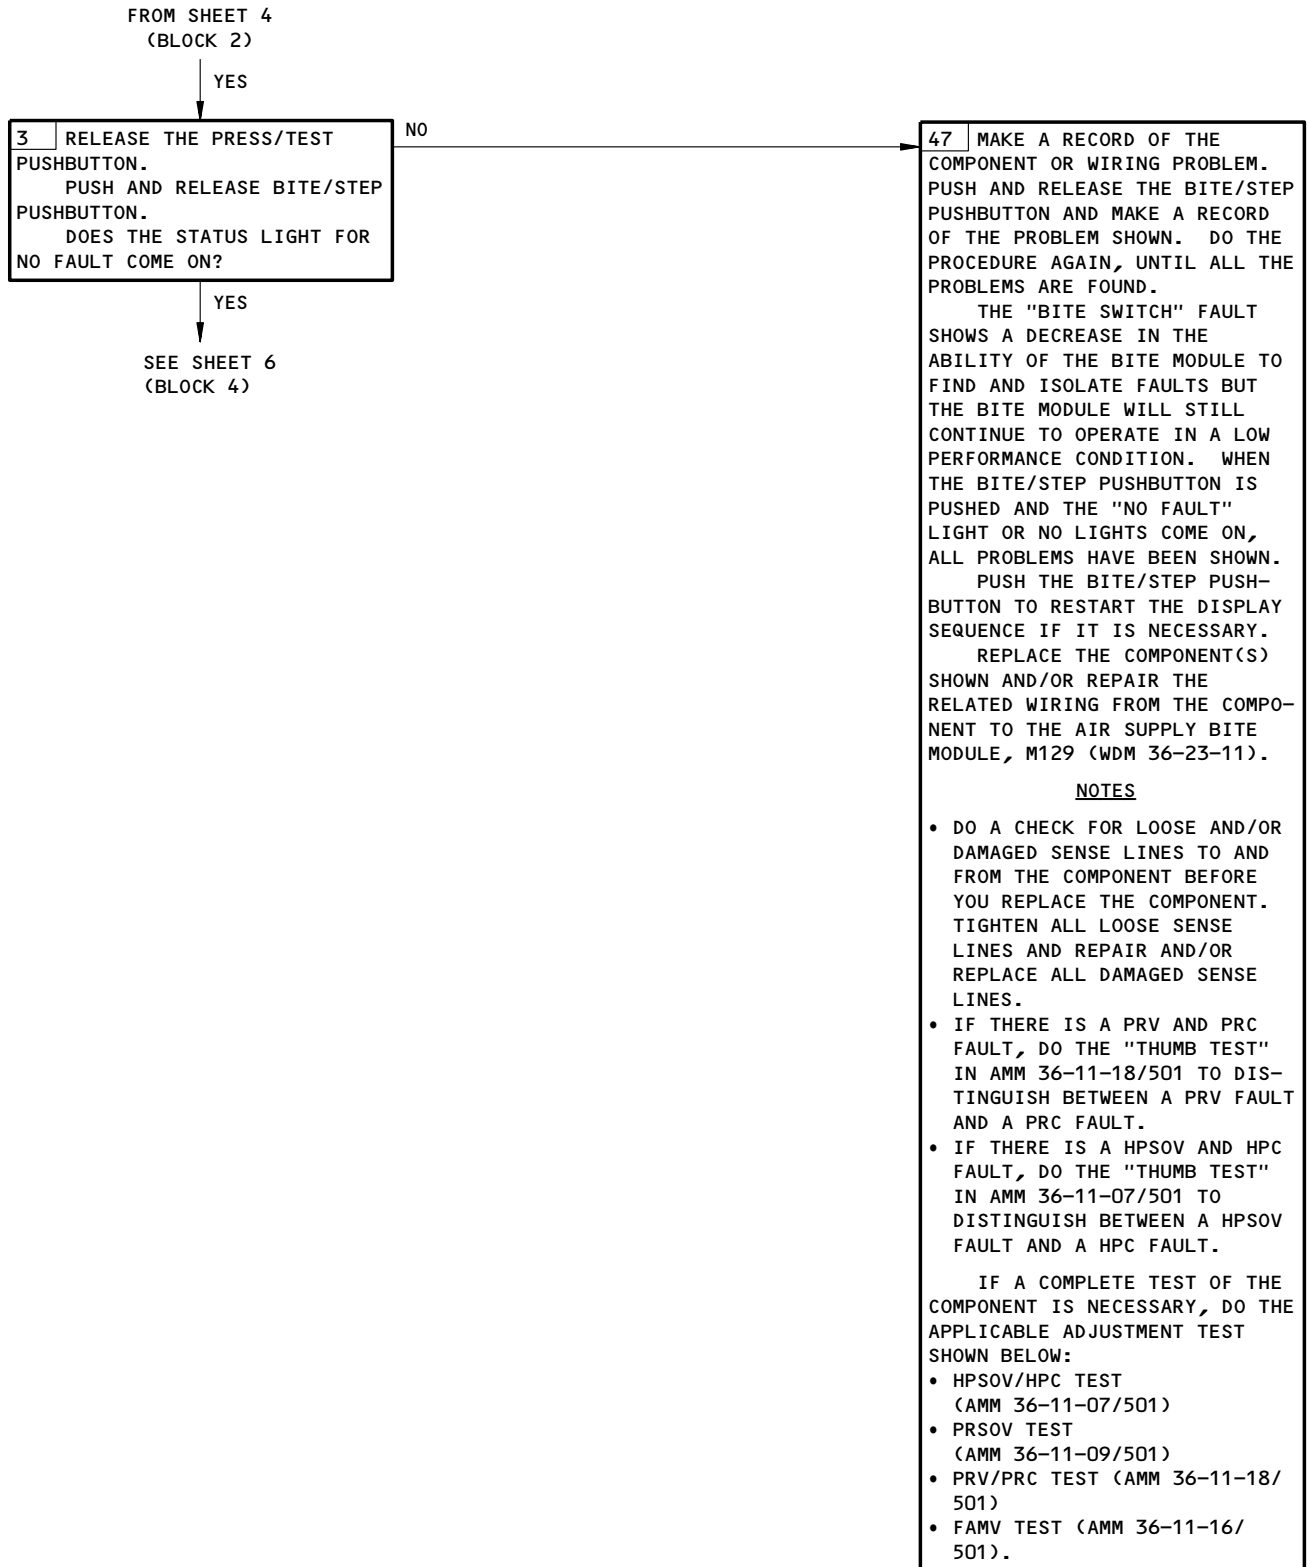 FROM SHEET 4
(BLOCK 2)
YES
3 RELEASE THE PRESS/TEST
PUSHBUTTON.
PUSH AND RELEASE BITE/STEP
PUSHBUTTON.
DOES THE STATUS LIGHT FOR
NO FAULT COME ON?
NO
YES
SEE SHEET 6
(BLOCK 4)
47 MAKE A RECORD OF THE
COMPONENT OR WIRING PROBLEM.
PUSH AND RELEASE THE BITE/STEP
PUSHBUTTON AND MAKE A RECORD
OF THE PROBLEM SHOWN. DO THE
PROCEDURE AGAIN, UNTIL ALL THE
PROBLEMS ARE FOUND.
THE "BITE SWITCH" FAULT
SHOWS A DECREASE IN THE
ABILITY OF THE BITE MODULE TO
FIND AND ISOLATE FAULTS BUT
THE BITE MODULE WILL STILL
CONTINUE TO OPERATE IN A LOW
PERFORMANCE CONDITION. WHEN
THE BITE/STEP PUSHBUTTON IS
PUSHED AND THE "NO FAULT"
LIGHT OR NO LIGHTS COME ON,
ALL PROBLEMS HAVE BEEN SHOWN.
PUSH THE BITE/STEP PUSH-
BUTTON TO RESTART THE DISPLAY
SEQUENCE IF IT IS NECESSARY.
REPLACE THE COMPONENT(S)
SHOWN AND/OR REPAIR THE
RELATED WIRING FROM THE COMPO-
NENT TO THE AIR SUPPLY BITE
MODULE, M129 (WDM 36-23-11).
NOTES
• DO A CHECK FOR LOOSE AND/OR
DAMAGED SENSE LINES TO AND
FROM THE COMPONENT BEFORE
YOU REPLACE THE COMPONENT.
TIGHTEN ALL LOOSE SENSE
LINES AND REPAIR AND/OR
REPLACE ALL DAMAGED SENSE
LINES.
• IF THERE IS A PRV AND PRC
FAULT, DO THE "THUMB TEST"
IN AMM 36-11-18/501 TO DIS-
TINGUISH BETWEEN A PRV FAULT
AND A PRC FAULT.
• IF THERE IS A HPSOV AND HPC
FAULT, DO THE "THUMB TEST"
IN AMM 36-11-07/501 TO
DISTINGUISH BETWEEN A HPSOV
FAULT AND A HPC FAULT.
IF A COMPLETE TEST OF THE
COMPONENT IS NECESSARY, DO THE
APPLICABLE ADJUSTMENT TEST
SHOWN BELOW:
• HPSOV/HPC TEST
(AMM 36-11-07/501)
• PRSOV TEST
(AMM 36-11-09/501)
• PRV/PRC TEST (AMM 36-11-18/
501)
• FAMV TEST (AMM 36-11-16/
501).